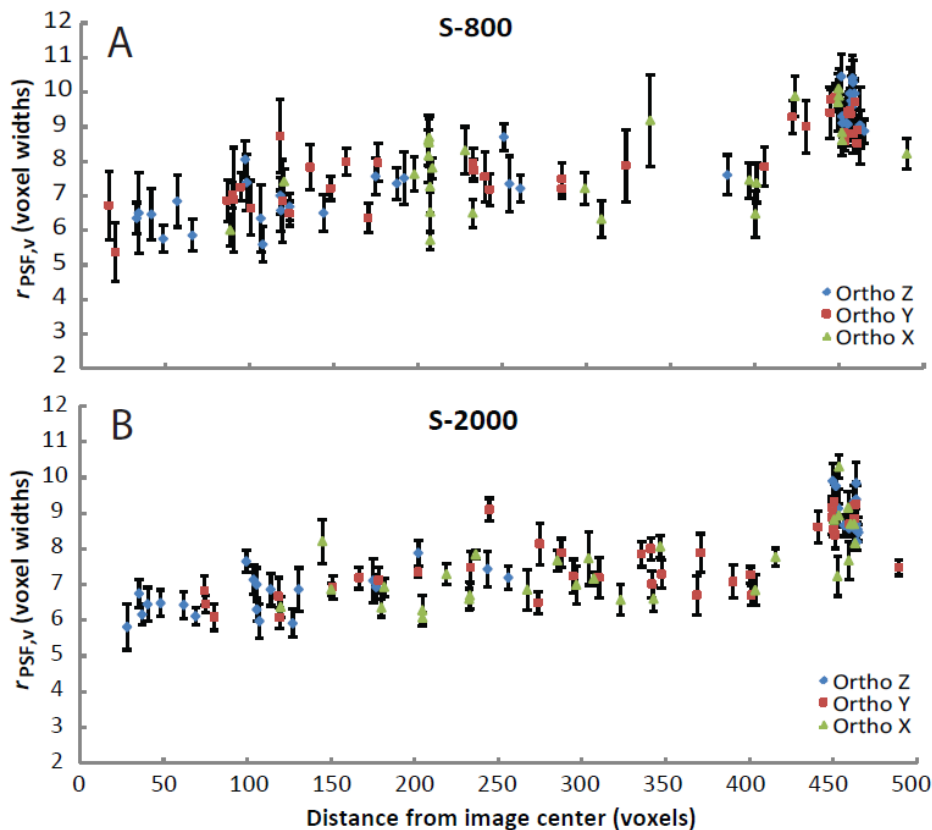 A
S-800
12
11
10
9
8
7
6
5
4
3
2
r PSF,v (voxel widths)
Ortho Z
Ortho Y
Ortho X
B
S-2000
12
11
10
9
8
7
6
5
4
3
2
r PSF,v (voxel widths)
Ortho Z
Ortho Y
Ortho X
0 50 100 150 200 250 300 350 400 450 500
Distance from image center (voxels)